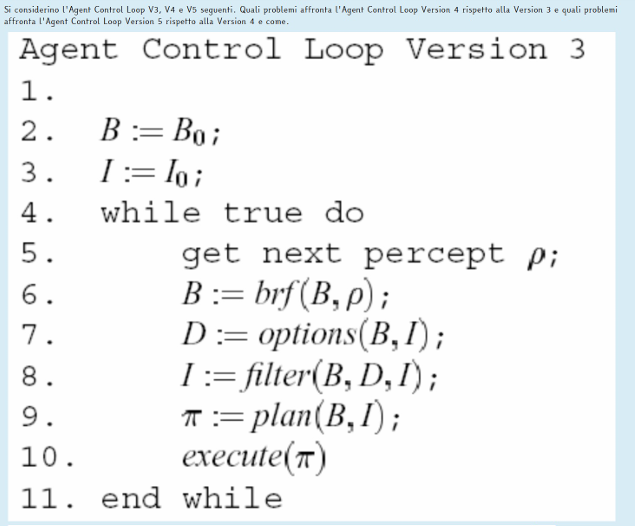 Si considerino l'Agent Control Loop V3, V4 e V5 seguenti. Quali problemi affronta l'Agent Control Loop Version 4 rispetto alla Version 3 e quali problemi
affronta l'Agent Control Loop Version 5 rispetto alla Version 4 e come.
Agent Control Loop Version 3
1.
2. B := B₀;
3. I := I₀;
4. while true do
5. get next percept ρ;
6. B := brf(B, ρ);
7. D := options(B, I);
8. I := filter(B, D, I);
9. π := plan(B, I);
10. execute(π)
11. end while